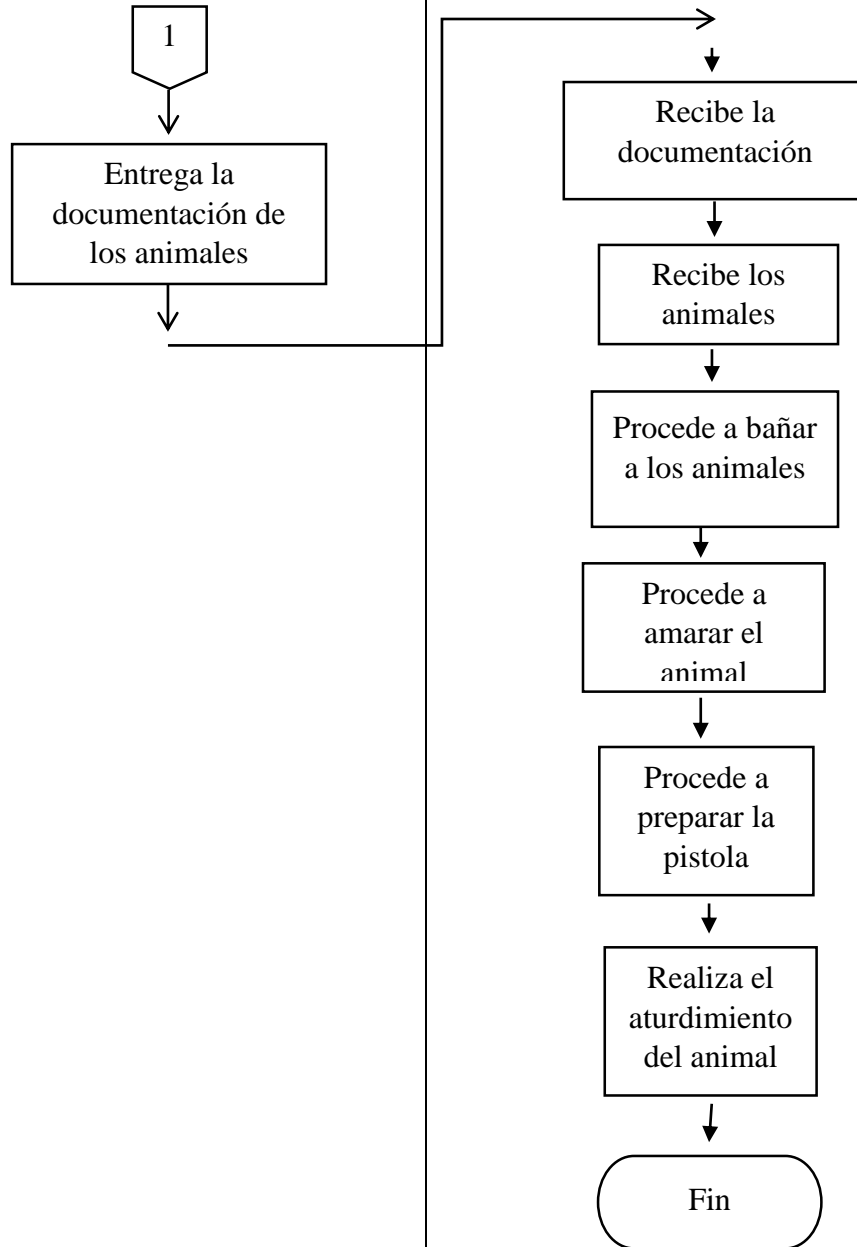 1
Entrega la
documentación de
los animales
Recibe la
documentación
Recibe los
animales
Procede a bañar
a los animales
Procede a
amarar el
animal
Procede a
preparar la
pistola
Realiza el
aturdimiento
del animal
Fin